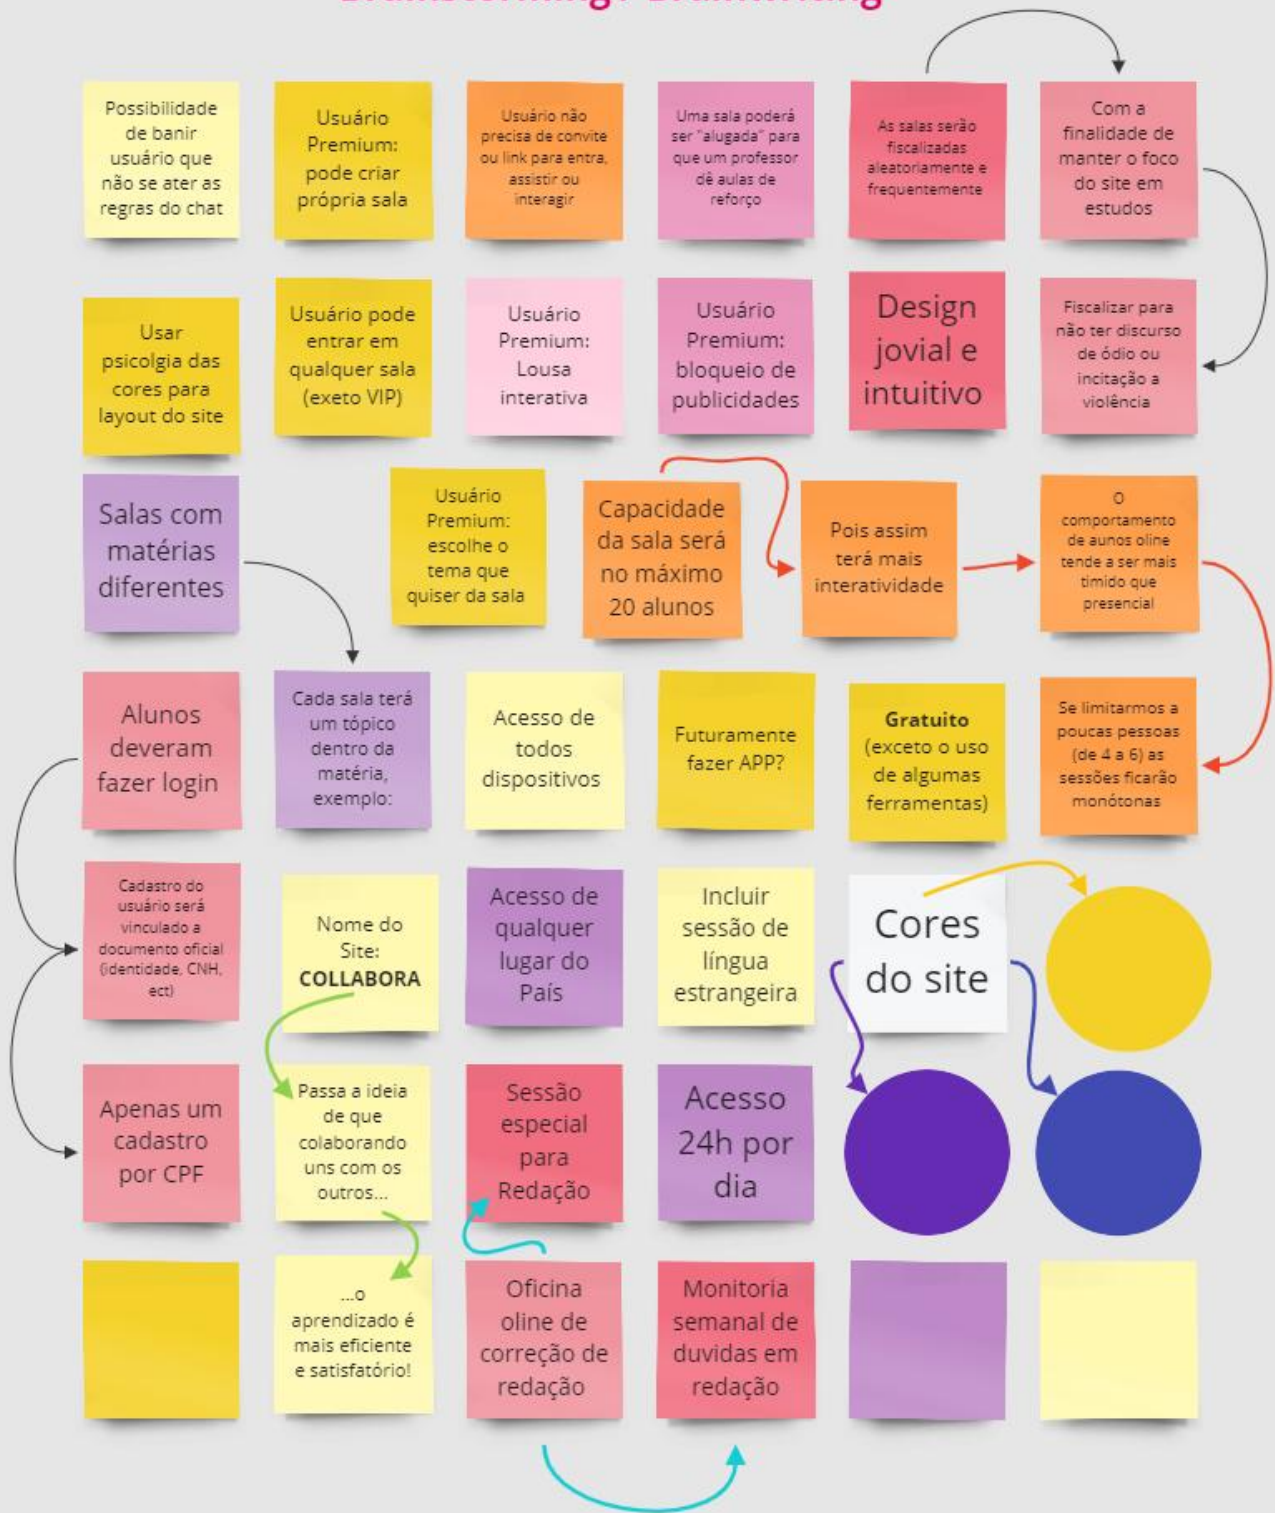 Brainstorming / Brainwriting
Possibilidade
de banir
usuário que
não se ater as
regras do chat
Usuário
Premium:
pode criar
própria sala
Usuário não
precisa de convite
ou link para entra,
assistir ou
interagir
Uma sala poderá
ser "alugada" para
que um professor
dê aulas de
reforço
As salas serão
fiscalizadas
aleatoriamente e
frequentemente
Com a
finalidade de
manter o foco
do site em
estudos
Usar
psicolgia das
cores para
layout do site
Usuário pode
entrar em
qualquer sala
(exeto VIP)
Usuário
Premium:
Lousa
interativa
Usuário
Premium:
bloqueio de
publicidades
Design
jovial e
intuitivo
Fiscalizar para
não ter discurso
de ódio ou
incitação a
violência
Salas com
matérias
diferentes
Usuário
Premium:
escolhe o
tema que
quiser da sala
Capacidade
da sala será
no máximo
20 alunos
Pois assim
terá mais
interatividade
O
comportamento
de aunos oline
tende a ser mais
timido que
presencial
Alunos
deveram
fazer login
Cada sala terá
um tópico
dentro da
matéria,
exemplo:
Acesso de
todos
dispositivos
Futuramente
fazer APP?
Gratuito
(exceto o uso
de algumas
ferramentas)
Se limitarmos a
poucas pessoas
(de 4 a 6) as
sessões ficarão
monótonas
Cadastro do
usuário será
vinculado a
documento oficial
(identidade, CNH,
ect)
Nome do
Site:
COLLABORA
Acesso de
qualquer
lugar do
País
Incluir
sessão de
língua
estrangeira
Cores
do site
Apenas um
cadastro
por CPF
Passa a ideia
de que
colaborando
uns com os
outros...
Sessão
especial
para
Redação
Acesso
24h por
dia
...o
aprendizado é
mais eficiente
e satisfatório!
Oficina
oline de
correção de
redação
Monitoria
semanal de
duvidas em
redação